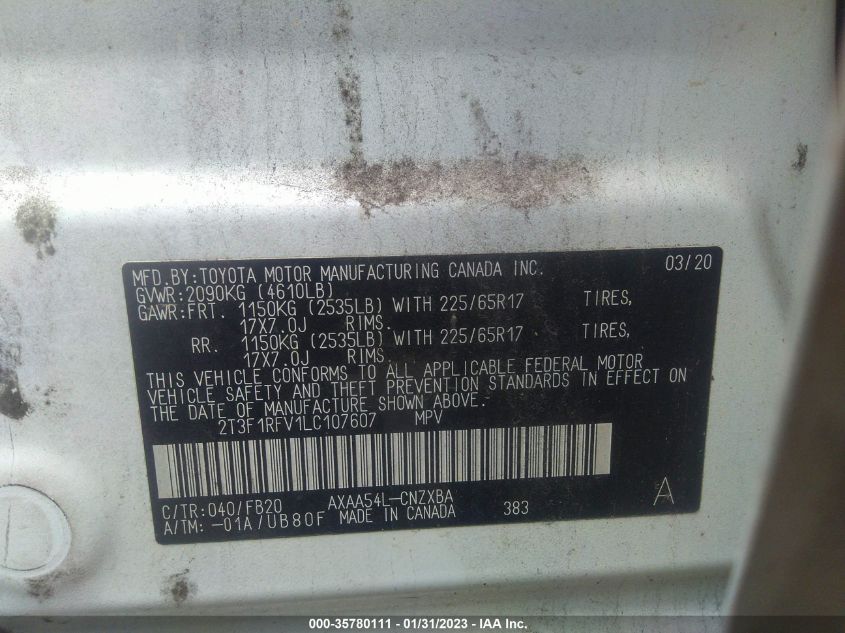 MFD.BY:TOYOTA MOTOR MANUFACTURING CANADA INC. 03/20
GVWR:2090KG (4610LB)
GAWR:FRT. 1150KG (2535LB) WITH 225/65R17 TIRES,
17X7.0J RIMS.
RR. 1150KG (2535LB) WITH 225/65R17 TIRES,
17X7.0J RIMS.
THIS VEHICLE CONFORMS TO ALL APPLICABLE FEDERAL MOTOR
VEHICLE SAFETY AND THEFT PREVENTION STANDARDS IN EFFECT ON
THE DATE OF MANUFACTURE SHOWN ABOVE.
2T3F1RFV1LC107607 MPV
C/TR:040/FB20 AXAA54L-CNZXBA A
A/TM:-01A/UB80F MADE IN CANADA 383
000-35780111 - 01/31/2023 - IAA Inc.